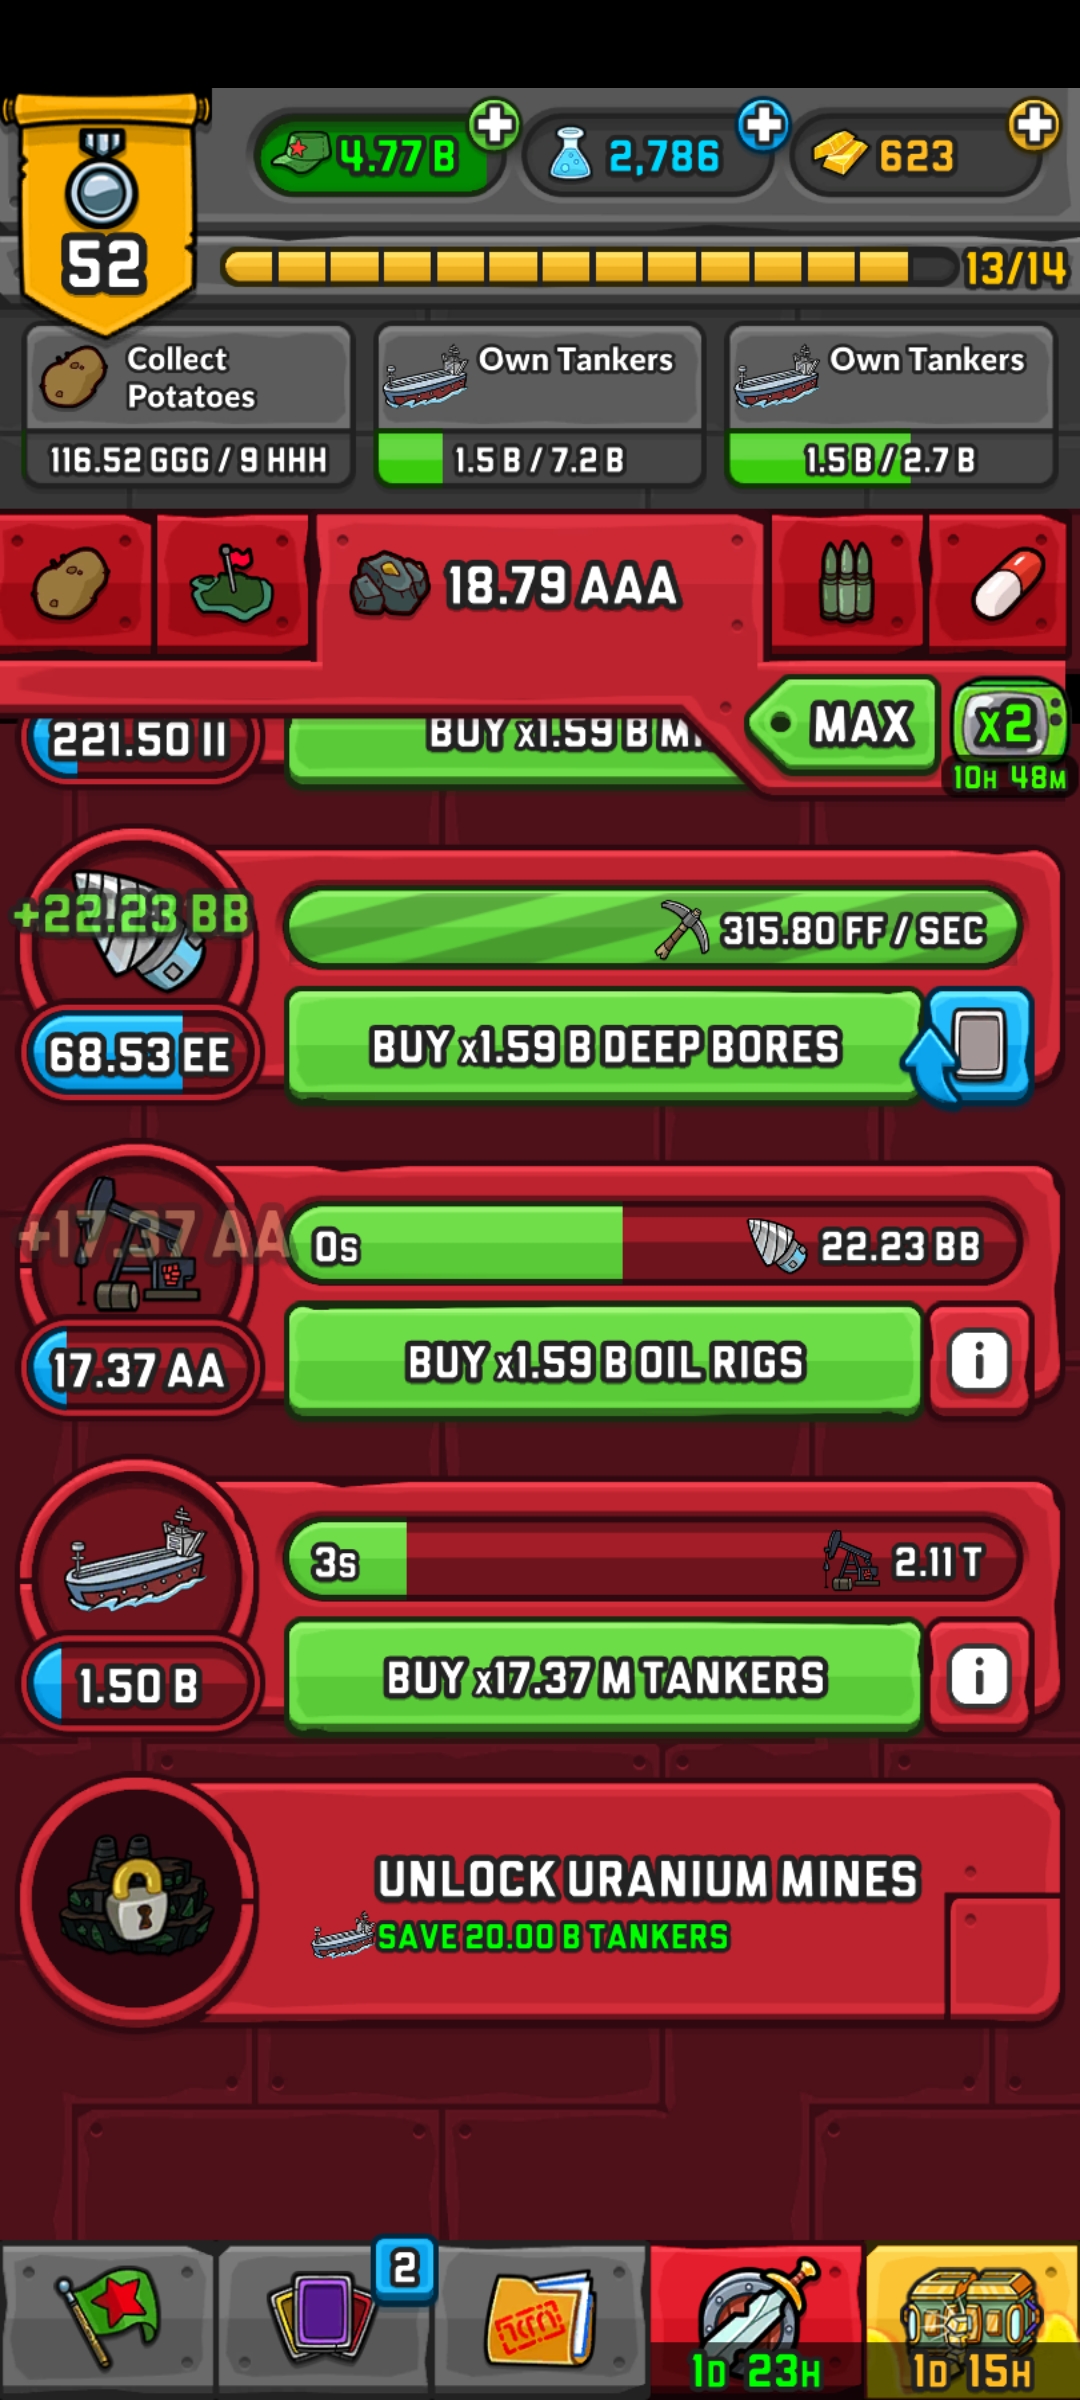 4.77 B
2,786
623
52
13/14
Collect
Potatoes
Own Tankers
Own Tankers
116.52 GGG / 9 HHH
1.5 B / 7.2 B
1.5 B / 2.7 B
18.79 AAA
MAX
x2
10H 48M
221.50 II
BUY x1.59 B
+22.23 BB
315.80 FF / SEC
68.53 EE
BUY x1.59 B DEEP BORES
+17.37 AA
0s
22.23 BB
17.37 AA
BUY x1.59 B OIL RIGS
i
3s
2.11 T
1.50 B
BUY x17.37 M TANKERS
i
UNLOCK URANIUM MINES
SAVE 20.00 B TANKERS
2
1D 23H
1D 15H